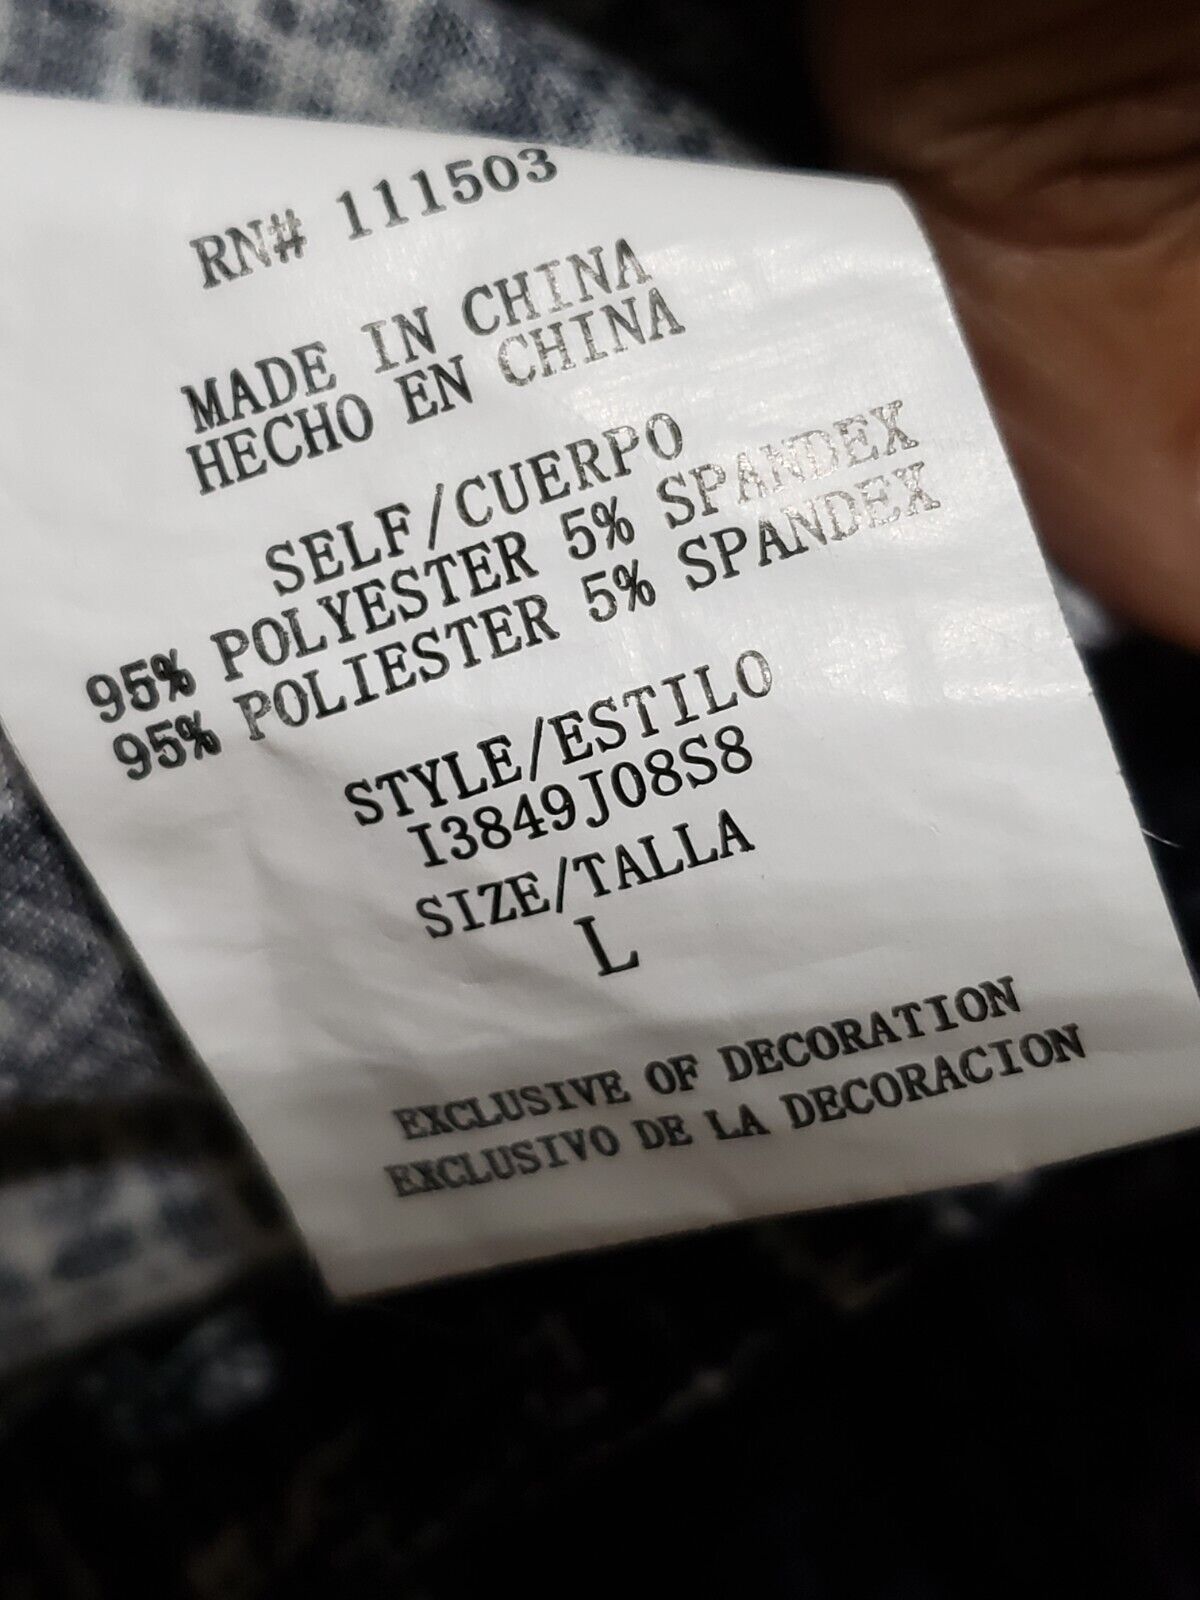 RN# 111503
MADE IN CHINA
HECHO EN CHINA
SELF/CUERPO
95% POLYESTER 5% SPANDEX
95% POLIESTER 5% SPANDEX
STYLE/ESTILO
I3849J08S8
SIZE/TALLA
L
EXCLUSIVE OF DECORATION
EXCLUSIVO DE LA DECORACION